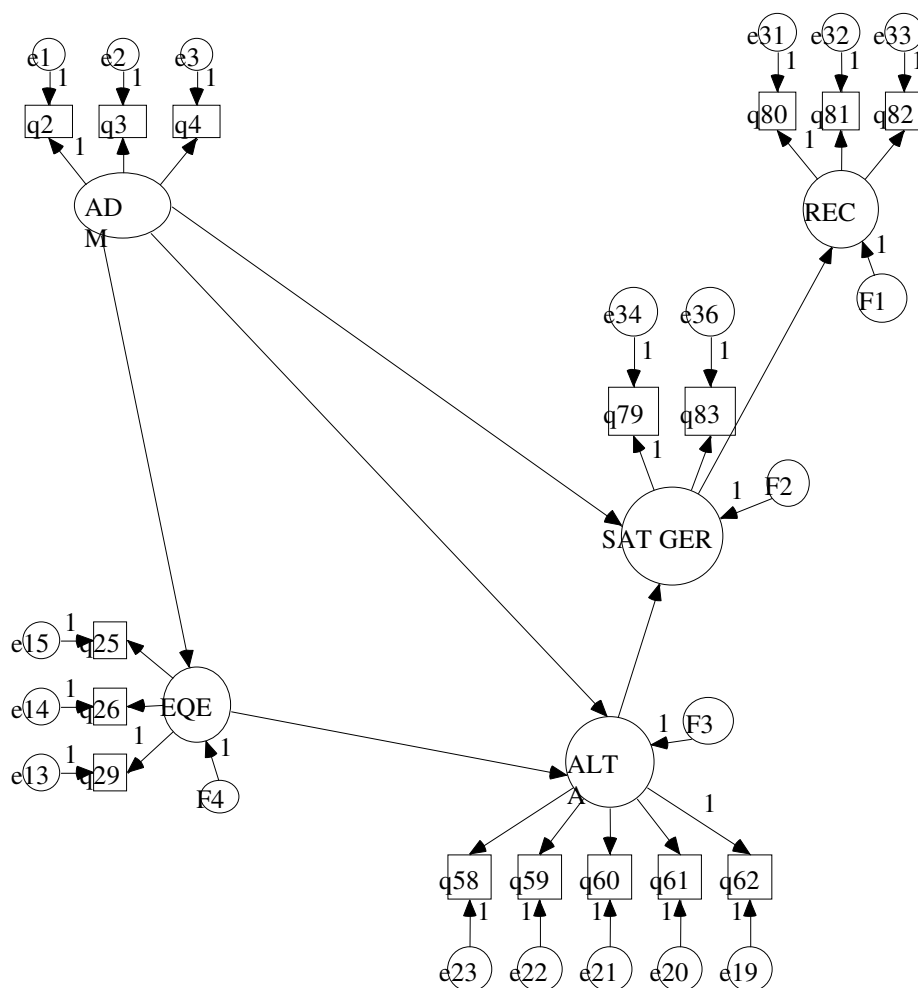 e31 e32 e33
e1 e2 e3
1 1 1
1 1 1
q80 q81 q82
q2 q3 q4
1
1
AD
M
REC
1
F1
e34 e36
1 1
q79 q83
1
F2
1
SAT GER
1
e15 q25
1
e14 q26
EQE
F3
1
1
1
1
e13 q29
ALT
A
F4
1
q58 q59 q60 q61 q62
1 1 1 1 1
e23 e22 e21 e20 e19